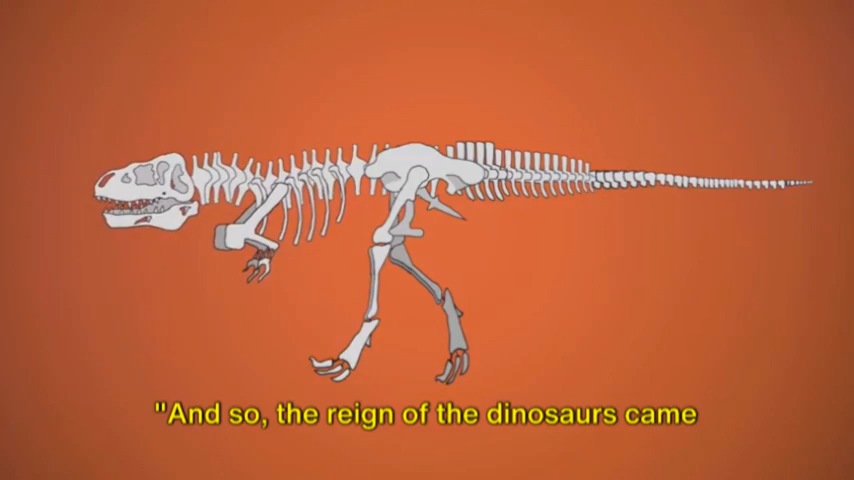 "And so, the reign of the dinosaurs came